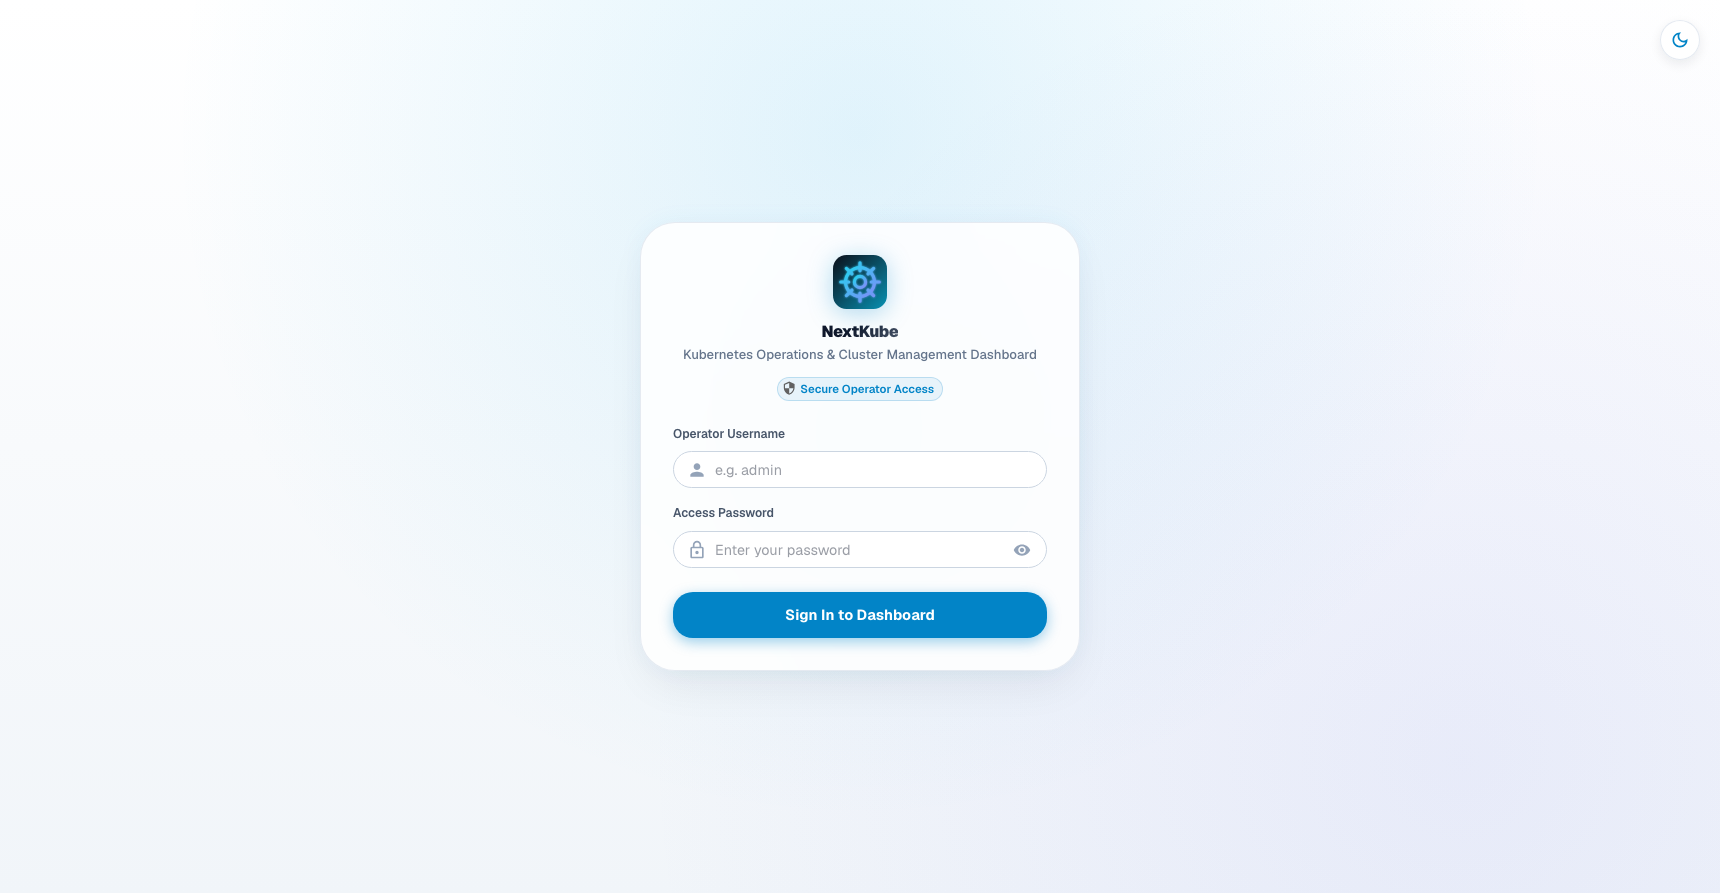 NextKube
Kubernetes Operations & Cluster Management Dashboard
Secure Operator Access
Operator Username
e.g. admin
Access Password
Enter your password
Sign In to Dashboard